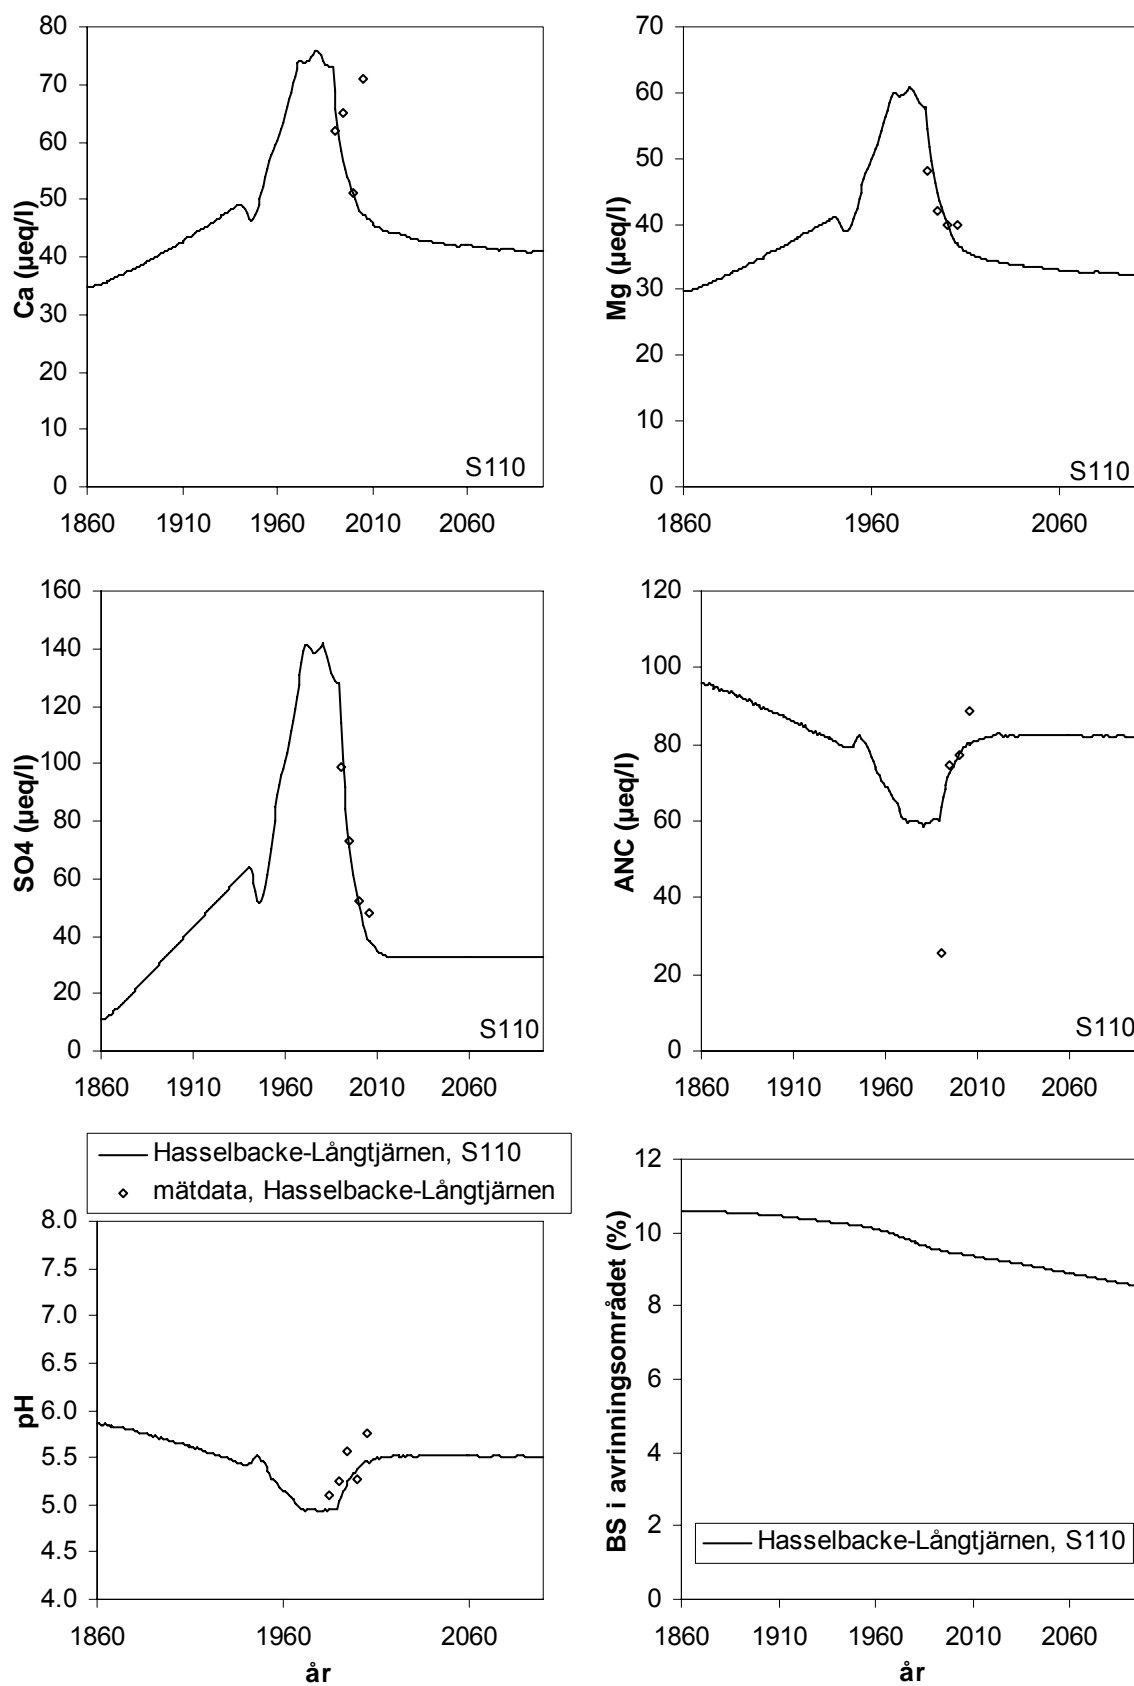 Ca (µeq/l)
80
70
60
50
40
30
20
10
0
S110
1860 1910 1960 2010 2060
Mg (µeq/l)
70
60
50
40
30
20
10
0
S110
1860 1960 2060
SO4 (µeq/l)
160
140
120
100
80
60
40
20
0
S110
1860 1910 1960 2010 2060
ANC (µeq/l)
120
100
80
60
40
20
0
S110
1860 1910 1960 2010 2060
Hasselbacke-Långtjärnen, S110
mätdata, Hasselbacke-Långtjärnen
pH
8.0
7.5
7.0
6.5
6.0
5.5
5.0
4.5
4.0
1860 1960 2060
år
BS i avrinningsområdet (%)
12
10
8
6
4
2
0
Hasselbacke-Långtjärnen, S110
1860 1910 1960 2010 2060
år